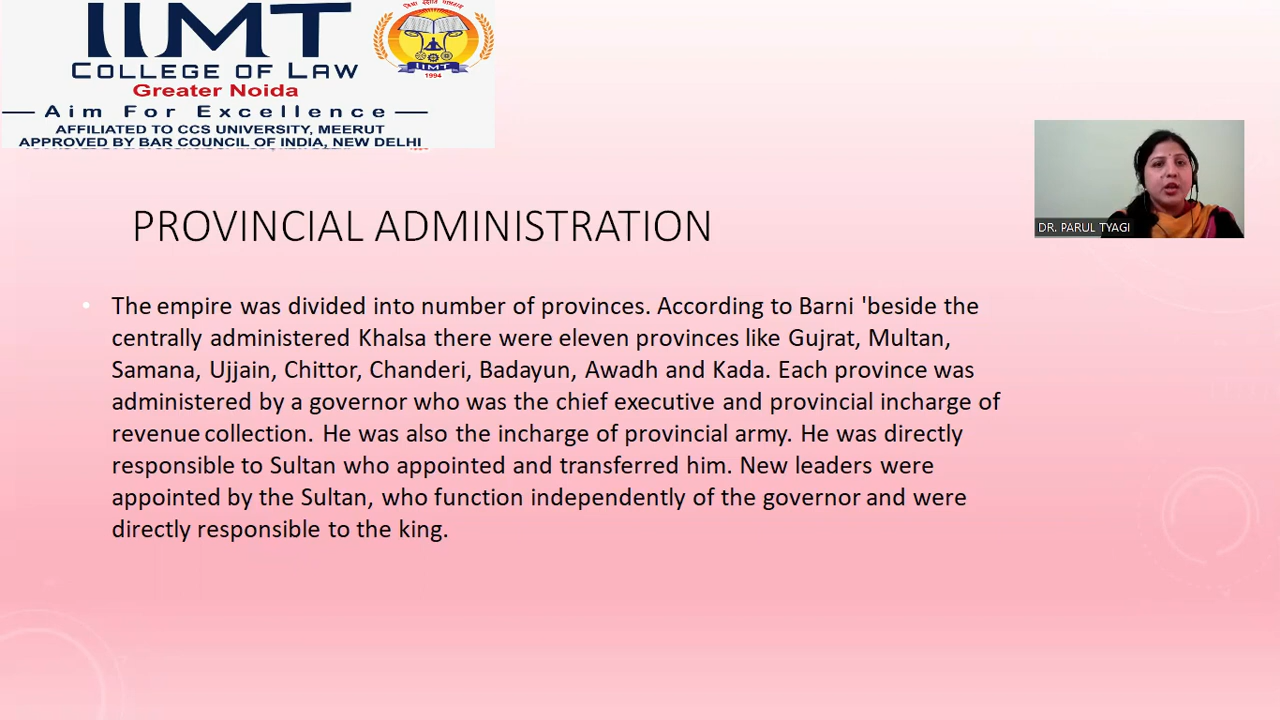 IIMT
COLLEGE OF LAW
Greater Noida
Aim For Excellence
AFFILIATED TO CCS UNIVERSITY, MEERUT
APPROVED BY BAR COUNCIL OF INDIA, NEW DELHI
IIMT
1994
DR. PARUL TYAGI
PROVINCIAL ADMINISTRATION
• The empire was divided into number of provinces. According to Barni 'beside the
centrally administered Khalsa there were eleven provinces like Gujrat, Multan,
Samana, Ujjain, Chittor, Chanderi, Badayun, Awadh and Kada. Each province was
administered by a governor who was the chief executive and provincial incharge of
revenue collection. He was also the incharge of provincial army. He was directly
responsible to Sultan who appointed and transferred him. New leaders were
appointed by the Sultan, who function independently of the governor and were
directly responsible to the king.